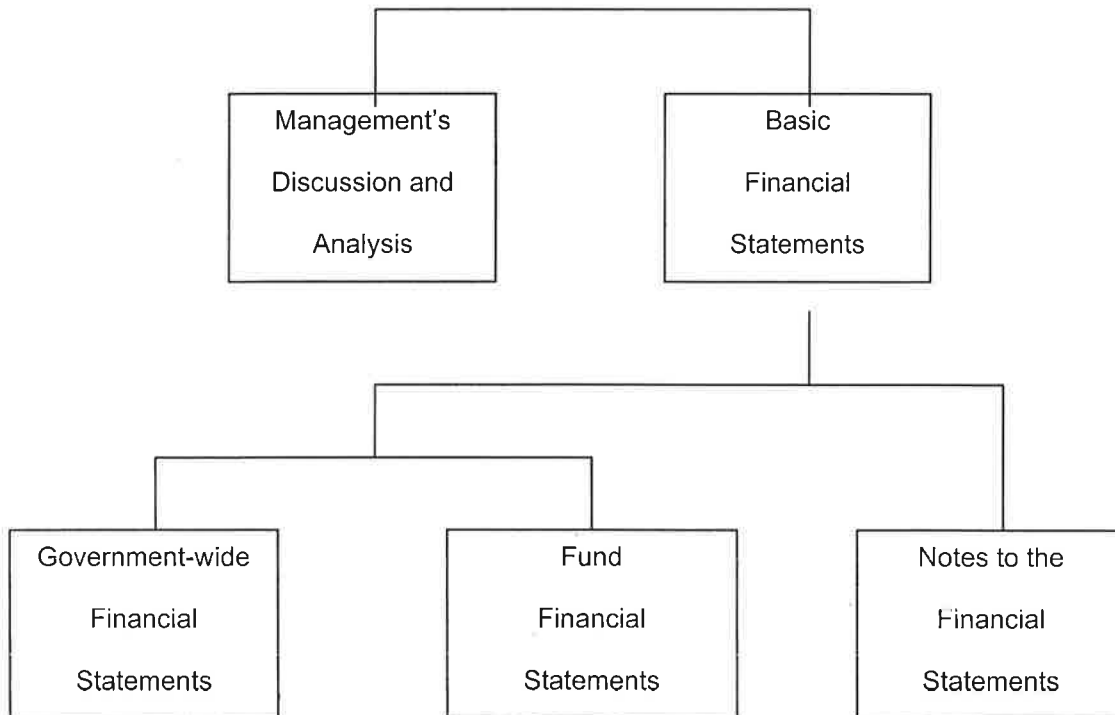 Management's
Discussion and
Analysis
Basic
Financial
Statements
Government-wide
Financial
Statements
Fund
Financial
Statements
Notes to the
Financial
Statements